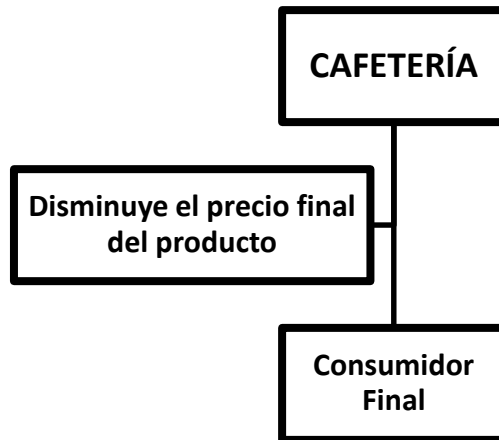 CAFETERÍA
Disminuye el precio final
del producto
Consumidor
Final